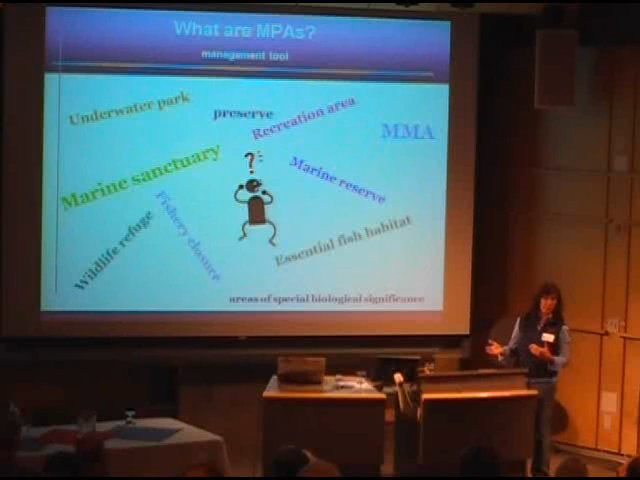 What are MPAs?
management tool
Underwater park
preserve
Recreation area
MMA
Marine sanctuary
?
Marine reserve
Wildlife refuge
Fishery closure
Essential fish habitat
areas of special biological significance